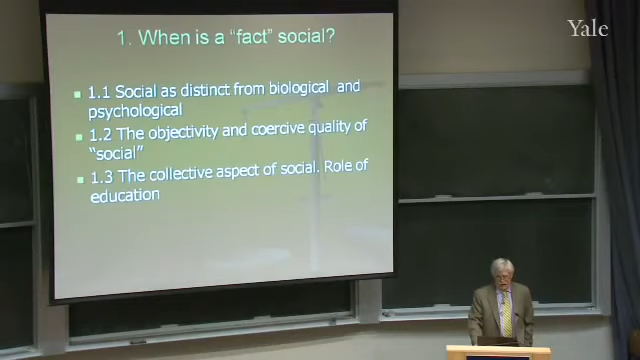 1. When is a "fact" social?
Yale
1.1 Social as distinct from biological and
psychological
1.2 The objectivity and coercive quality of
"social"
1.3 The collective aspect of social. Role of
education